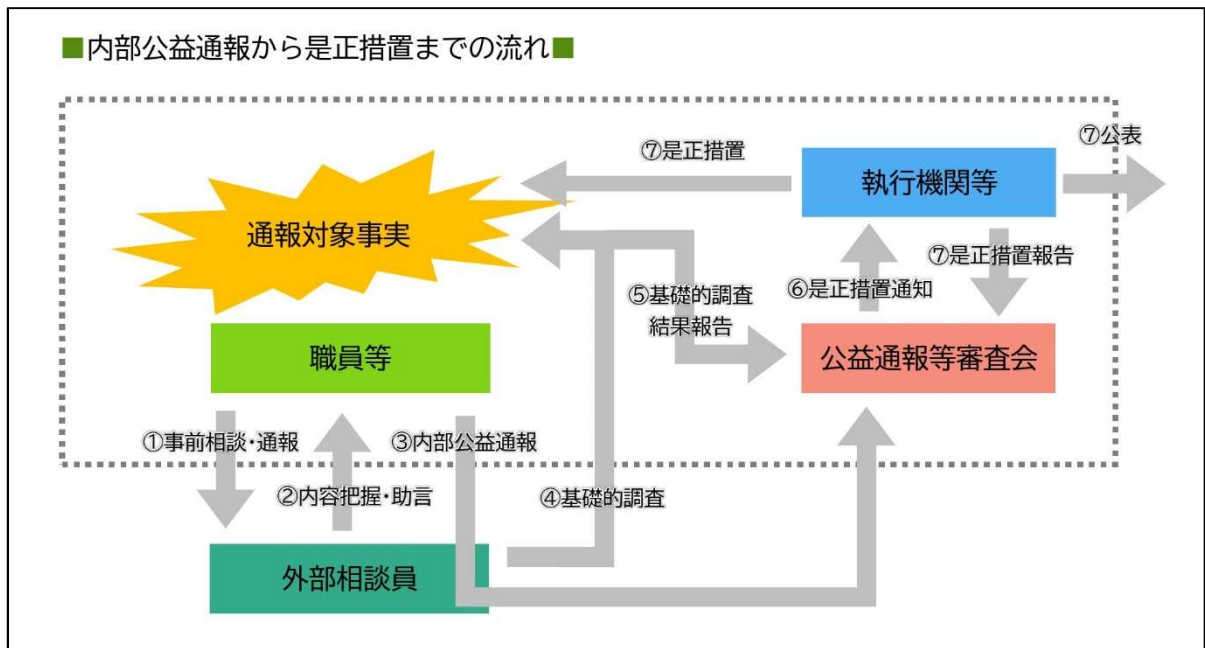 ■内部公益通報から是正措置までの流れ■
⑦公表
⑦是正措置
執行機関等
通報対象事実
⑦是正措置報告
⑥是正措置通知
⑤基礎的調査
結果報告
職員等
公益通報等審査会
①事前相談・通報
③内部公益通報
②内容把握・助言
④基礎的調査
外部相談員